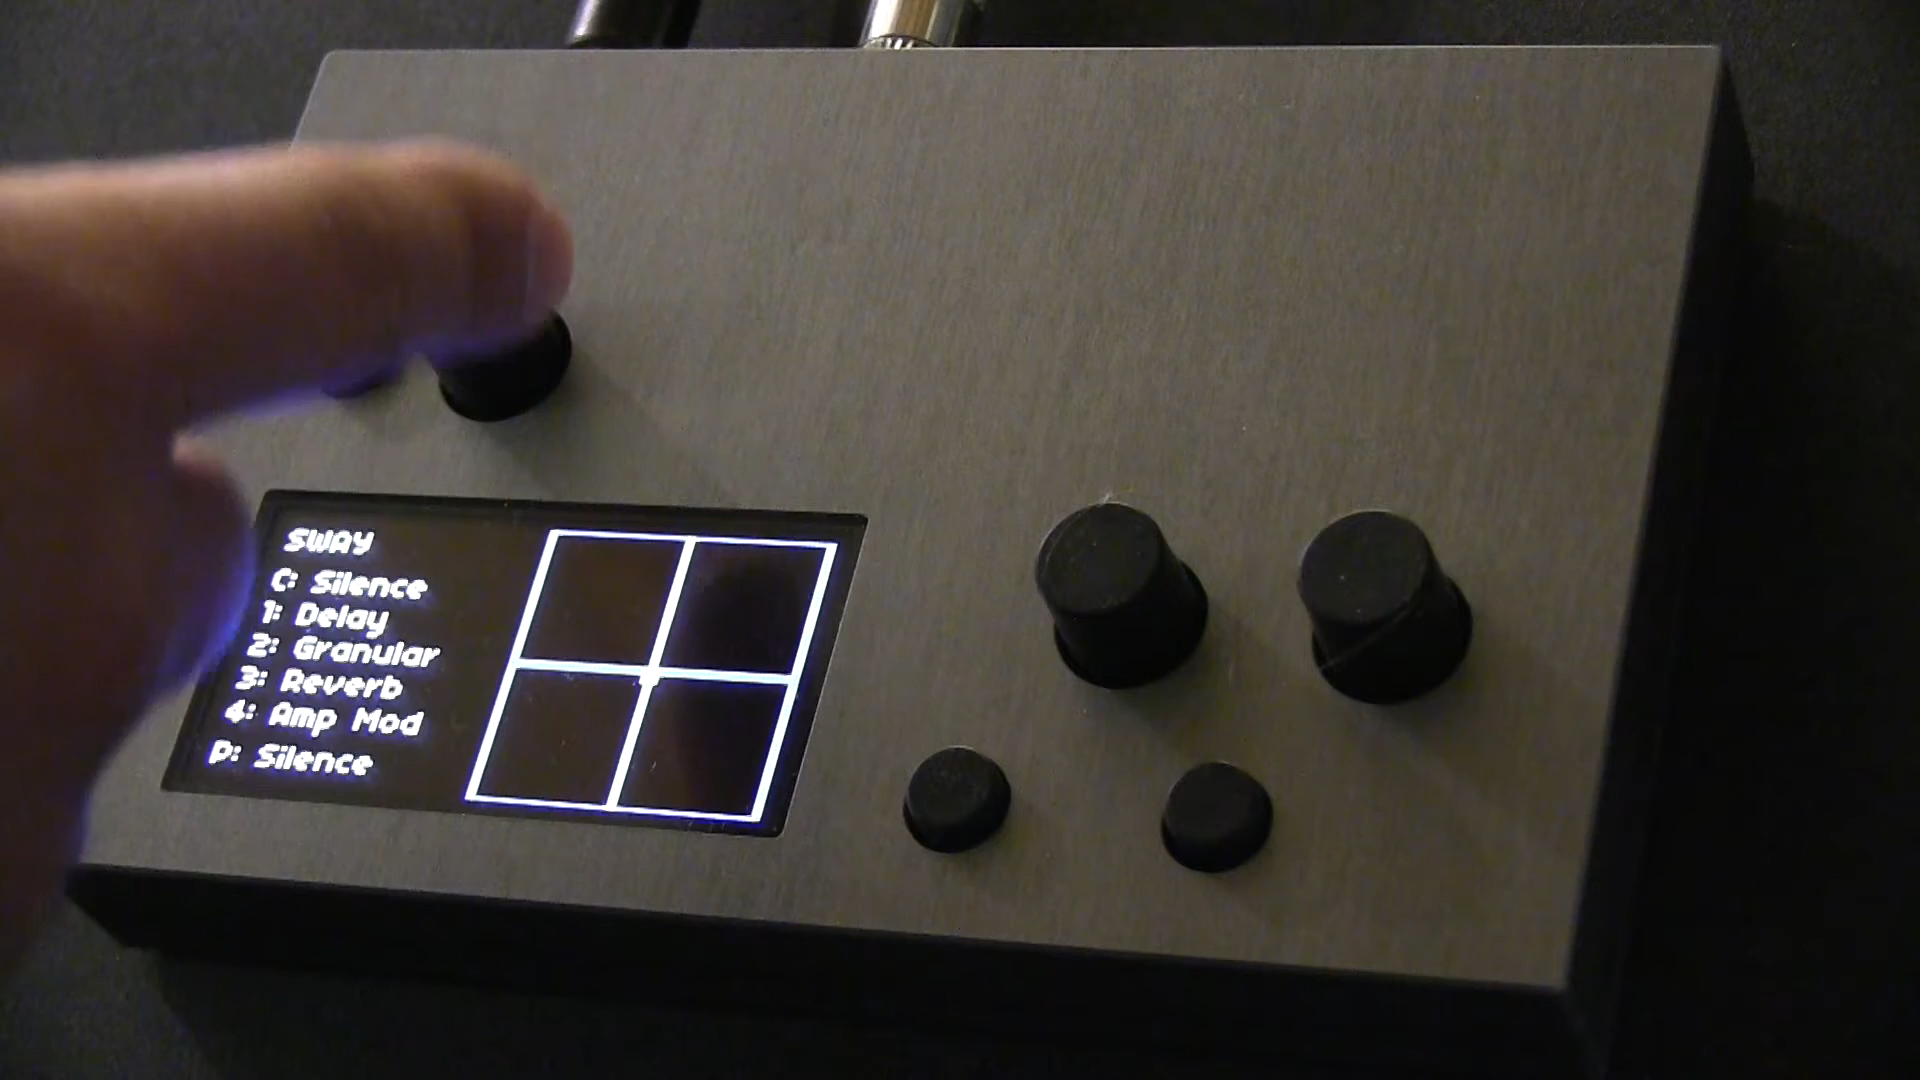 SWAY
C: Silence
1: Delay
2: Granular
3: Reverb
4: Amp Mod
P: Silence